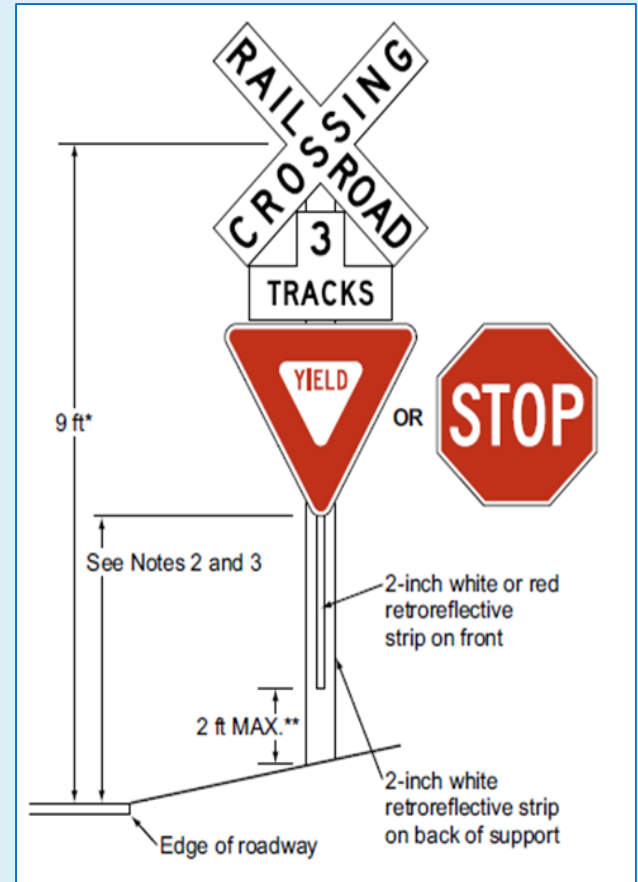 RAILROAD
CROSSING
3
TRACKS
YIELD
OR
STOP
9 ft*
See Notes 2 and 3
2-inch white or red
retroreflective
strip on front
2 ft MAX.**
2-inch white
retroreflective strip
on back of support
Edge of roadway